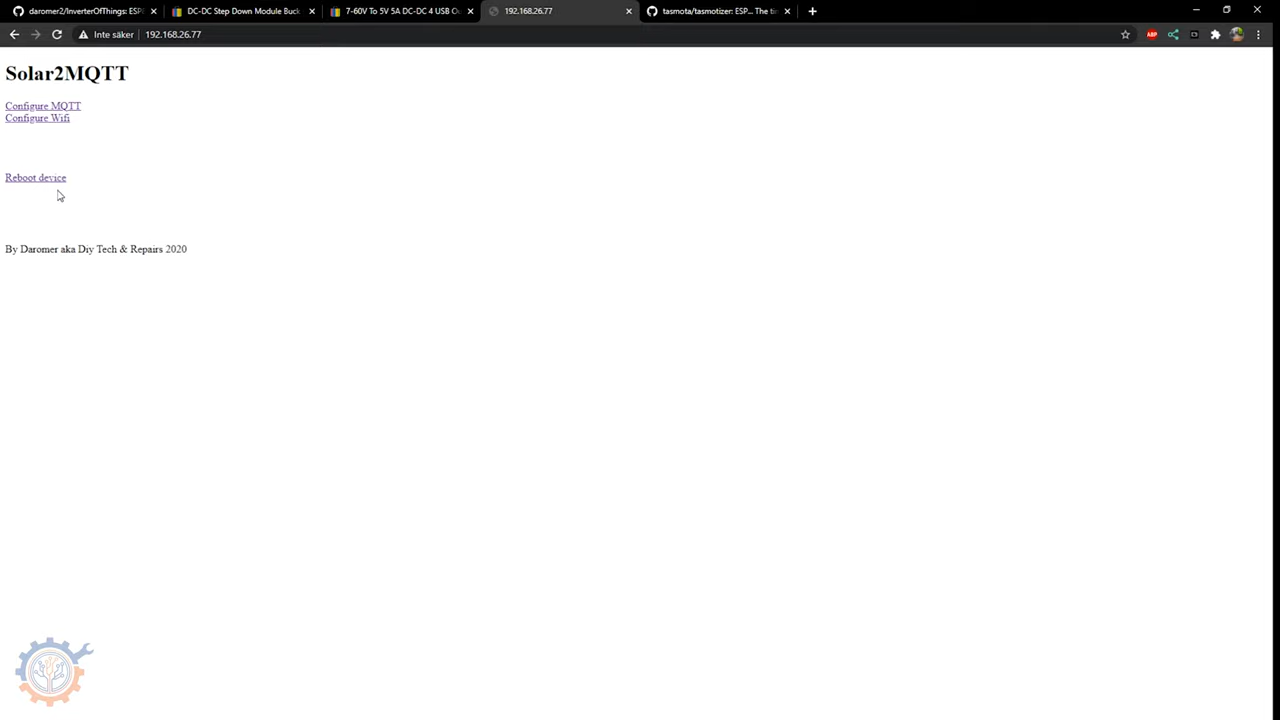 daromer2/InverterOfThings: ESP
DC-DC Step Down Module Buck
7-60V To 5V 5A DC-DC 4 USB Ou
192.168.26.77
tasmota/tasmotizer: ESP... The ti
Inte säker
192.168.26.77
ABP
Solar2MQTT
Configure MQTT
Configure Wifi
Reboot device
By Daromer aka Diy Tech & Repairs 2020